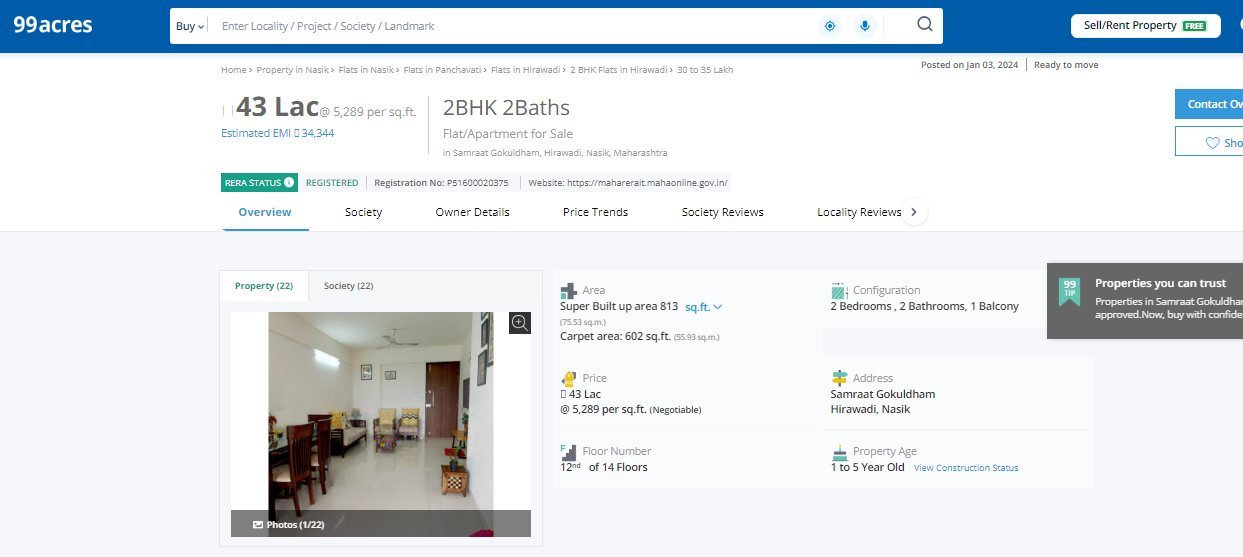 99acres
Buy
Enter Locality / Project / Society / Landmark
Sell/Rent Property FREE
Home › Property in Nasik › Flats in Nasik › Flats in Panchavati › Flats in Hirawadi › 2 BHK Flats in Hirawadi › 30 to 35 Lakh
Posted on Jan 03, 2024 | Ready to move
43 Lac @ 5,289 per sq.ft.
Estimated EMI 34,344
2BHK 2Baths
Flat/Apartment for Sale
in Samraat Gokuldham, Hirawadi, Nasik, Maharashtra
Contact Ow
Sho
RERA STATUS REGISTERED | Registration No: P51600020375 | Website: https://maharerait.mahaonline.gov.in/
Overview Society Owner Details Price Trends Society Reviews Locality Reviews
Property (22) Society (22)
Photos (1/22)
Area
Super Built up area 813 sq.ft.
(75.53 sq.m.)
Carpet area: 602 sq.ft. (55.93 sq.m.)
Configuration
2 Bedrooms , 2 Bathrooms, 1 Balcony
Price
43 Lac
@ 5,289 per sq.ft. (Negotiable)
Address
Samraat Gokuldham
Hirawadi, Nasik
Floor Number
12nd of 14 Floors
Property Age
1 to 5 Year Old View Construction Status
99 TIP
Properties you can trust
Properties in Samraat Gokuldhar
approved.Now, buy with confide